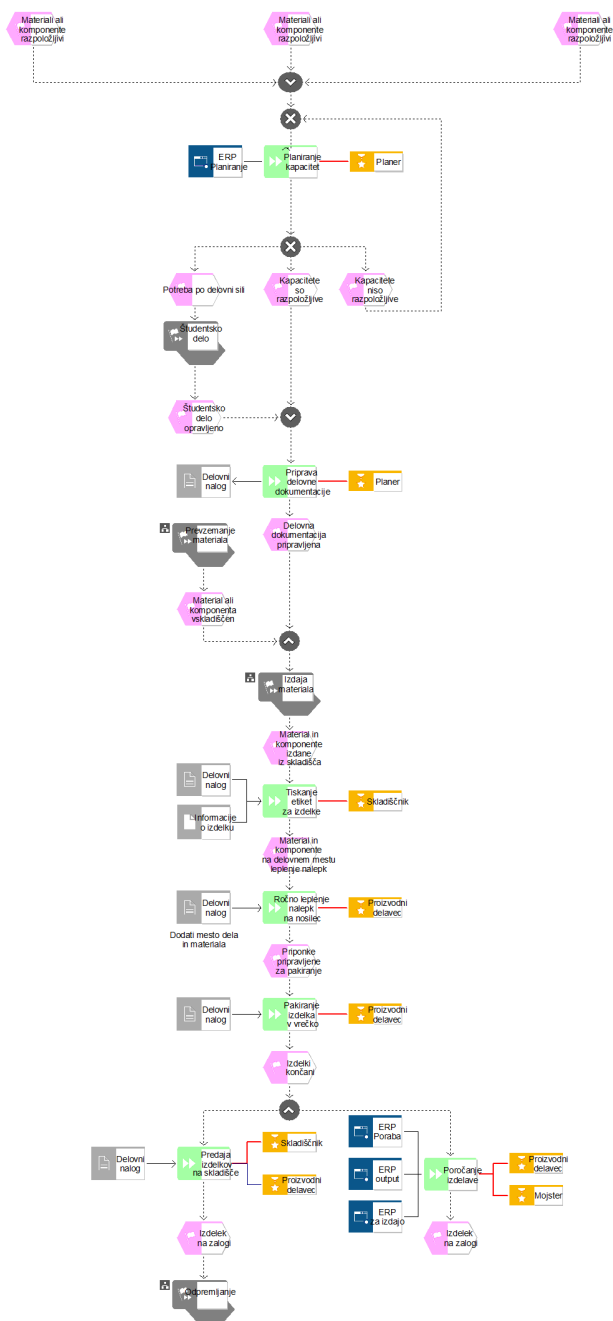 Materiali ali
komponente
razpoložljivi
Materiali ali
komponente
razpoložljivi
Materiali ali
komponente
razpoložljivi
ERP
Planiranje
Planiranje
kapacitet
Planer
Potreba po delovni sili
Kapacitete
so
razpoložljive
Kapacitete
niso
razpoložljive
Študentsko
delo
Študentsko
delo
opravljeno
Delovni
nalog
Priprava
delovne
dokumentacije
Planer
Prevzemanje
materiala
Delovna
dokumentacija
pripravljena
Material ali
komponenta
vskladiščen
Izdaja
materiala
Material in
komponente
izdane
iz skladišča
Delovni
nalog
Informacije
o izdelku
Tiskanje
etiket
za izdelke
Skladiščnik
Material in
komponente
na delovnem mestu
leplenje nalepk
Delovni
nalog
Dodati mesto dela
in materiala
Ročno leplenje
nalepk
na nosilec
Proizvodni
delavec
Priponke
pripravljene
za pakiranje
Delovni
nalog
Pakiranje
izdelka
v vrečko
Proizvodni
delavec
Izdelki
končani
Delovni
nalog
Predaja
izdelkov
na skladišče
Skladiščnik
Proizvodni
delavec
ERP
Poraba
ERP
output
ERP
za izdajo
Poročanje
izdelave
Proizvodni
delavec
Mojster
Izdelek
na zalogi
Izdelek
na zalogi
Odpremljanje